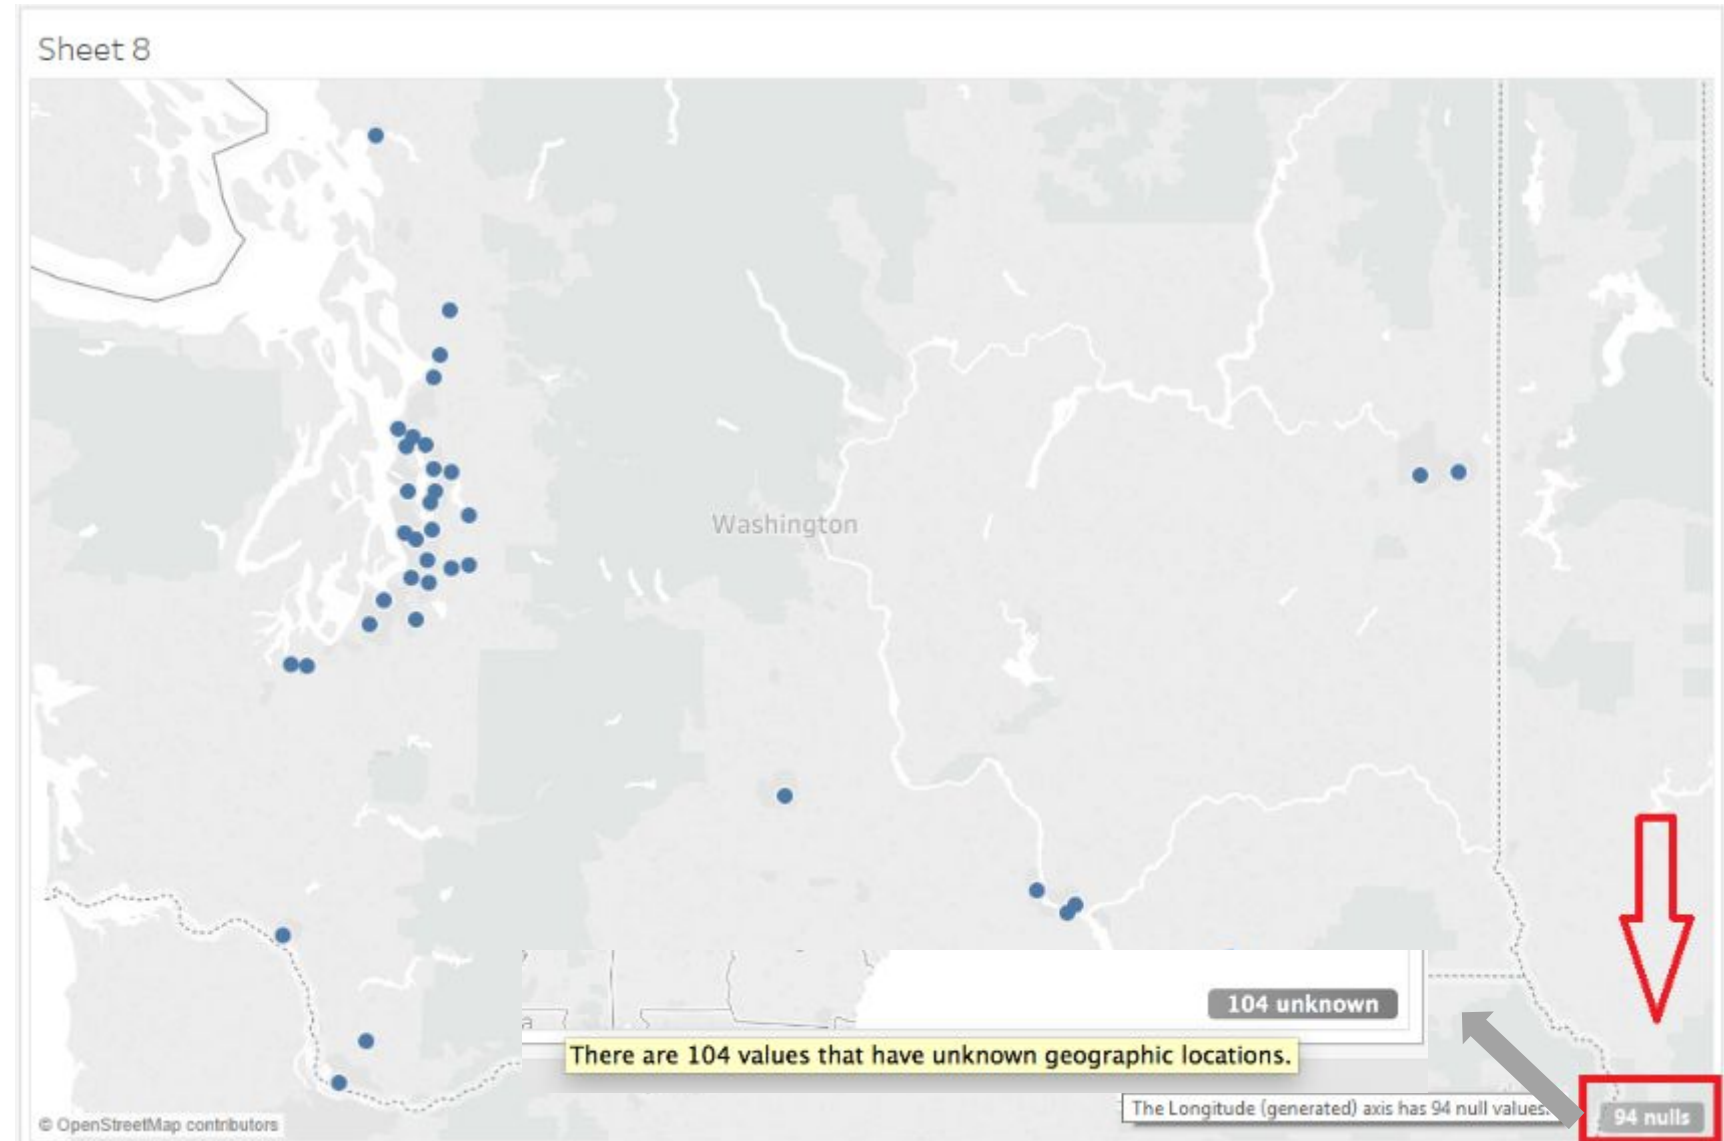 Sheet 8
Washington
a
104 unknown
There are 104 values that have unknown geographic locations.
The Longitude (generated) axis has 94 null values.
94 nulls
© OpenStreetMap contributors